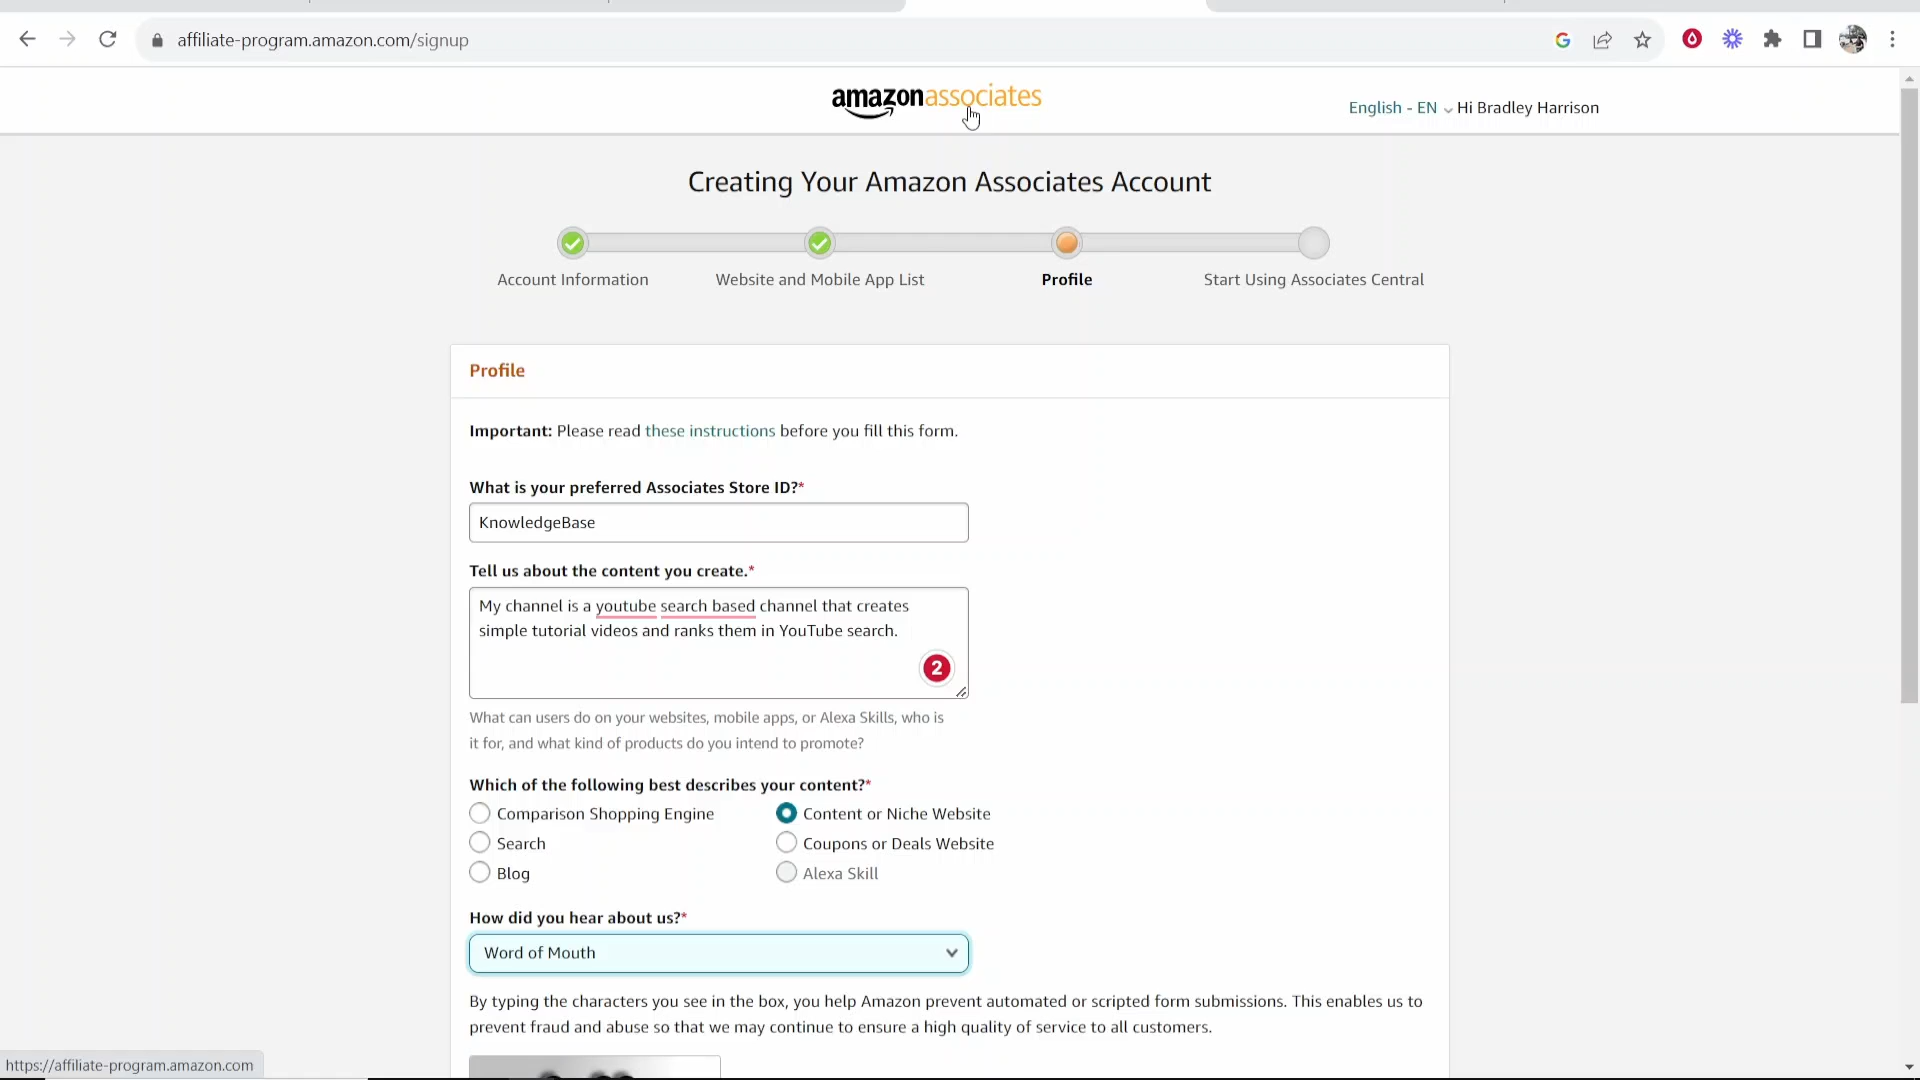 affiliate-program.amazon.com/signup
amazonassociates
English - EN
Hi Bradley Harrison
Creating Your Amazon Associates Account
Account Information
Website and Mobile App List
Profile
Start Using Associates Central
Profile
Important: Please read these instructions before you fill this form.
What is your preferred Associates Store ID?*
KnowledgeBase
Tell us about the content you create.*
My channel is a youtube search based channel that creates
simple tutorial videos and ranks them in YouTube search.
2
What can users do on your websites, mobile apps, or Alexa Skills, who is
it for, and what kind of products do you intend to promote?
Which of the following best describes your content?*
Comparison Shopping Engine
Content or Niche Website
Search
Coupons or Deals Website
Blog
Alexa Skill
How did you hear about us?*
Word of Mouth
By typing the characters you see in the box, you help Amazon prevent automated or scripted form submissions. This enables us to
prevent fraud and abuse so that we may continue to ensure a high quality of service to all customers.
https://affiliate-program.amazon.com